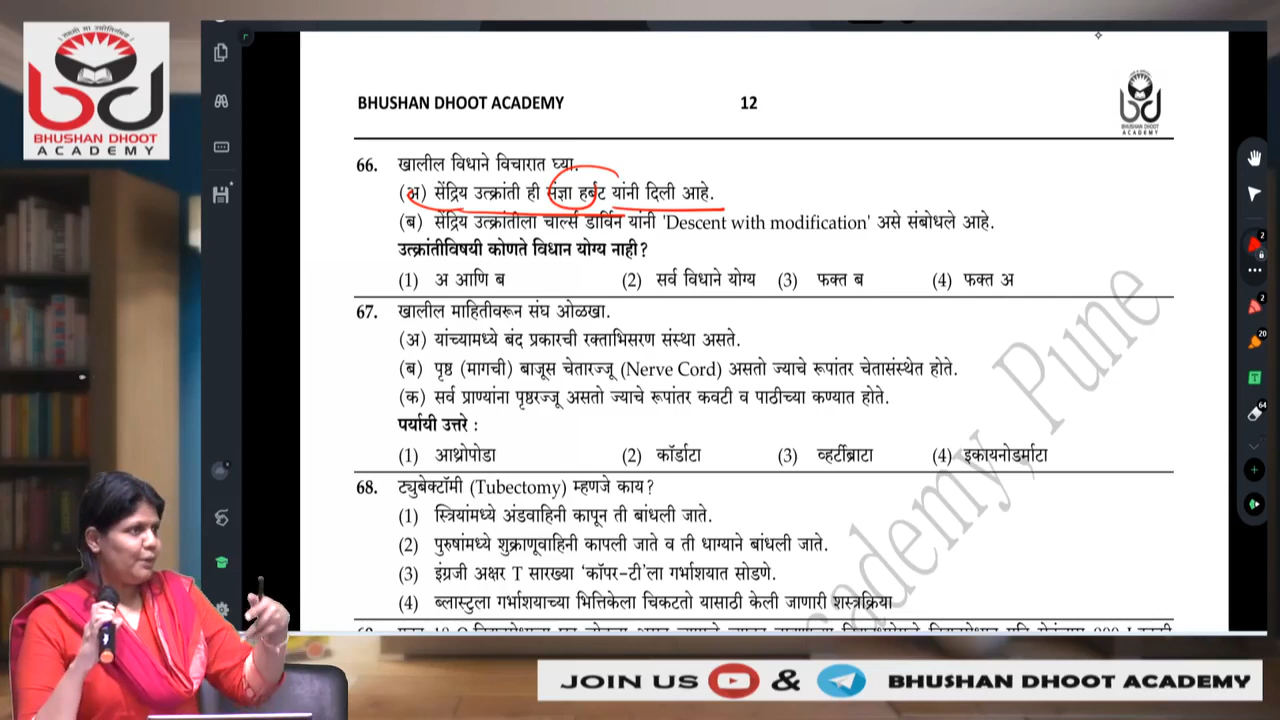 BHUSHAN DHOOT
ACADEMY
BHUSHAN DHOOT ACADEMY 12
ACADEMY
66. खालील विधाने विचारात घ्या.
(अ) सेंद्रिय उत्क्रांती ही संज्ञा हर्बट यांनी दिली आहे.
(ब) सेंद्रिय उत्क्रांतीला चार्ल्स डार्विन यांनी 'Descent with modification' असे संबोधले आहे.
उत्क्रांतीविषयी कोणते विधान योग्य नाही?
(1) अ आणि ब (2) सर्व विधाने योग्य (3) फक्त ब (4) फक्त अ
67. खालील माहितीवरून संघ ओळखा.
(अ) यांच्यामध्ये बंद प्रकारची रक्ताभिसरण संस्था असते.
(ब) पृष्ठ (मागची) बाजूस चेतारज्जू (Nerve Cord) असतो ज्याचे रूपांतर चेतासंस्थेत होते.
(क) सर्व प्राण्यांना पृष्ठरज्जू असतो ज्याचे रूपांतर कवटी व पाठीच्या कण्यात होते.
पर्यायी उत्तरे :
(1) आथ्रोपोडा (2) कॉर्डाटा (3) व्हर्टीब्राटा (4) इकायनोडर्माटा
68. ट्युबेक्टॉमी (Tubectomy) म्हणजे काय?
(1) स्त्रियांमध्ये अंडवाहिनी कापून ती बांधली जाते.
(2) पुरुषांमध्ये शुक्राणूवाहिनी कापली जाते व ती धाग्याने बांधली जाते.
(3) इंग्रजी अक्षर T सारख्या ‘कॉपर-टी’ला गर्भाशयात सोडणे.
(4) ब्लास्टुला गर्भाशयाच्या भित्तिकेला चिकटतो यासाठी केली जाणारी शस्त्रक्रिया
cademy, Pune
JOIN US & BHUSHAN DHOOT ACADEMY